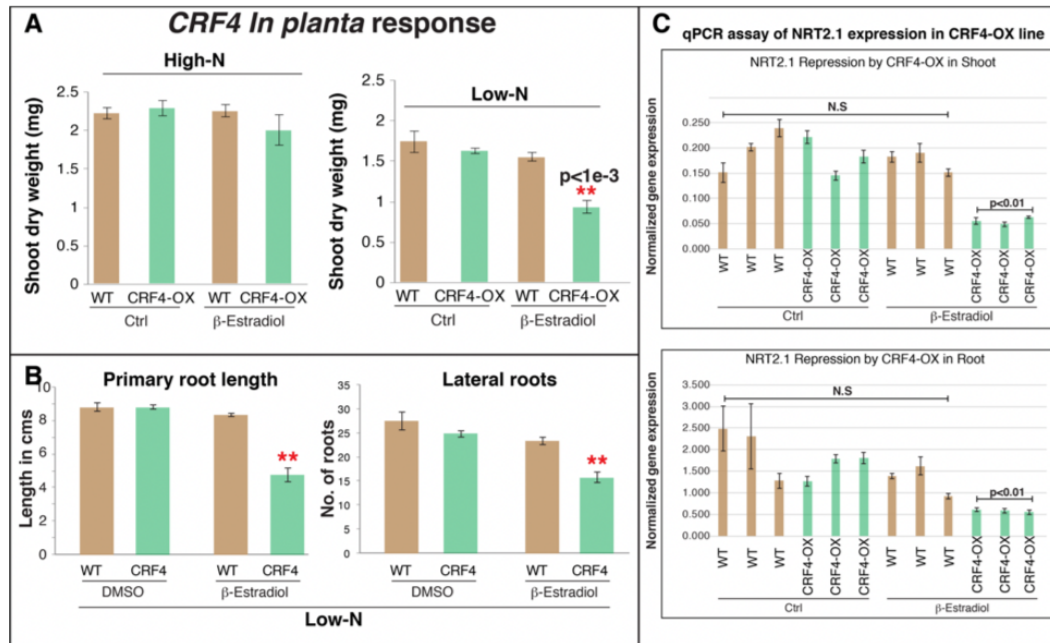 A
CRF4 In planta response
High-N
Shoot dry weight (mg)
2.5
2
1.5
1
0.5
0
WT CRF4-OX WT CRF4-OX
Ctrl β-Estradiol
Low-N
Shoot dry weight (mg)
2.5
2
1.5
1
0.5
0
p<1e-3
**
WT CRF4-OX WT CRF4-OX
Ctrl β-Estradiol
B
Primary root length
Length in cms
10
8
6
4
2
0
**
WT CRF4 WT CRF4
DMSO β-Estradiol
Lateral roots
No. of roots
35
30
25
20
15
10
5
0
**
WT CRF4 WT CRF4
DMSO β-Estradiol
Low-N
C
qPCR assay of NRT2.1 expression in CRF4-OX line
NRT2.1 Repression by CRF4-OX in Shoot
Normalized gene expression
0.250
0.200
0.150
0.100
0.050
0.000
N.S
p<0.01
WT WT WT CRF4-OX CRF4-OX CRF4-OX WT WT WT CRF4-OX CRF4-OX CRF4-OX
Ctrl β-Estradiol
NRT2.1 Repression by CRF4-OX in Root
Normalized gene expression
3.500
3.000
2.500
2.000
1.500
1.000
0.500
0.000
N.S
p<0.01
WT WT WT CRF4-OX CRF4-OX CRF4-OX WT WT WT CRF4-OX CRF4-OX CRF4-OX
Ctrl β-Estradiol